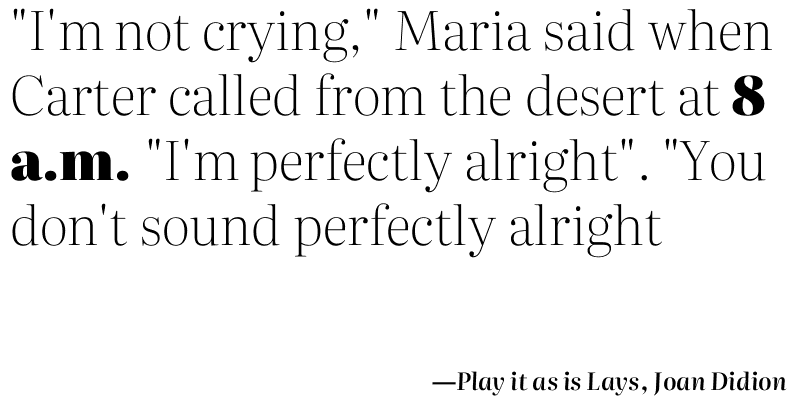 "I'm not crying," Maria said when
Carter called from the desert at 8
a.m. "I'm perfectly alright". "You
don't sound perfectly alright
—Play it as is Lays, Joan Didion